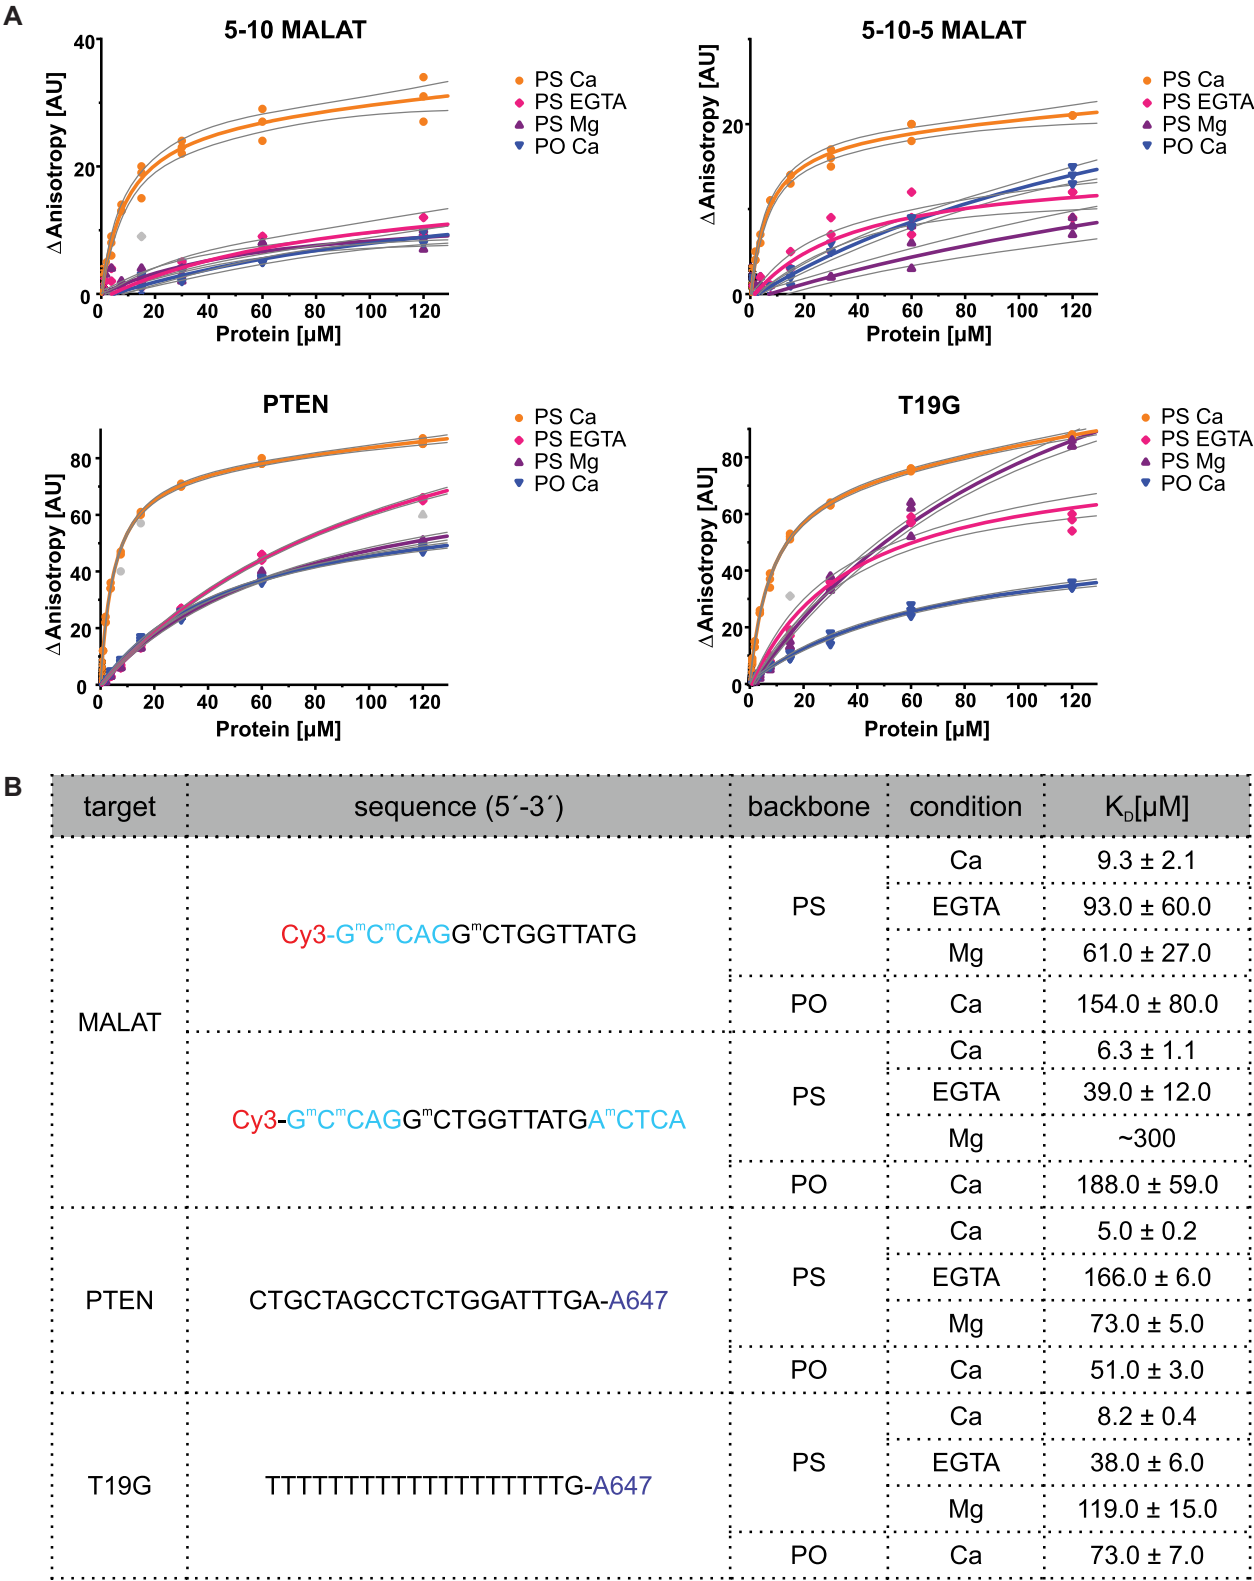 A
5-10 MALAT
Δ Anisotropy [AU]
40
20
0
0 20 40 60 80 100 120
Protein [µM]
PS Ca
PS EGTA
PS Mg
PO Ca
5-10-5 MALAT
Δ Anisotropy [AU]
20
0
0 20 40 60 80 100 120
Protein [µM]
PS Ca
PS EGTA
PS Mg
PO Ca
PTEN
Δ Anisotropy [AU]
80
60
40
20
0
0 20 40 60 80 100 120
Protein [µM]
PS Ca
PS EGTA
PS Mg
PO Ca
T19G
Δ Anisotropy [AU]
80
60
40
20
0
0 20 40 60 80 100 120
Protein [µM]
PS Ca
PS EGTA
PS Mg
PO Ca
B
target sequence (5´-3´) backbone condition K_D[µM]
MALAT
Cy3-GᵐCᵐCAGGᵐCTGGTTATG
PS
Ca 9.3 ± 2.1
EGTA 93.0 ± 60.0
Mg 61.0 ± 27.0
PO Ca 154.0 ± 80.0
Cy3-GᵐCᵐCAGGᵐCTGGTTATGAᵐCTCA
PS
Ca 6.3 ± 1.1
EGTA 39.0 ± 12.0
Mg ~300
PO Ca 188.0 ± 59.0
PTEN
CTGCTAGCCTCTGGATTTGA-A647
PS
Ca 5.0 ± 0.2
EGTA 166.0 ± 6.0
Mg 73.0 ± 5.0
PO Ca 51.0 ± 3.0
T19G
TTTTTTTTTTTTTTTTTTTG-A647
PS
Ca 8.2 ± 0.4
EGTA 38.0 ± 6.0
Mg 119.0 ± 15.0
PO Ca 73.0 ± 7.0